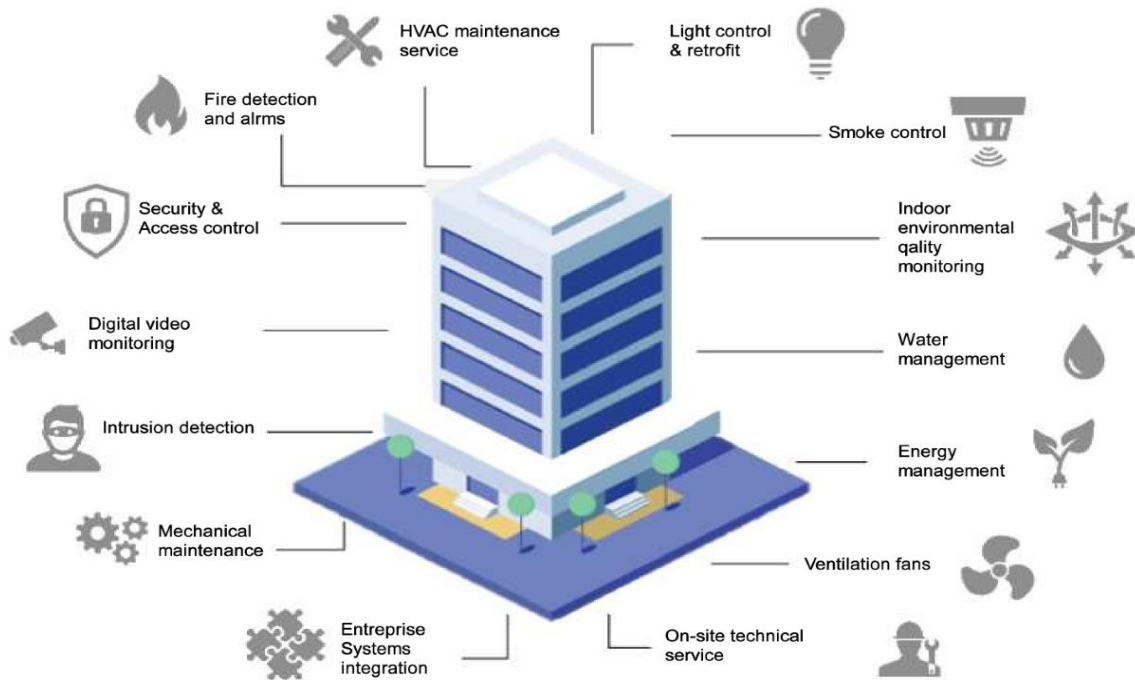 HVAC maintenance
service
Light control
& retrofit
Fire detection
and alrms
Smoke control
Security &
Access control
Indoor
environmental
qality
monitoring
Digital video
monitoring
Water
management
Intrusion detection
Energy
management
Mechanical
maintenance
Ventilation fans
Entreprise
Systems
integration
On-site technical
service